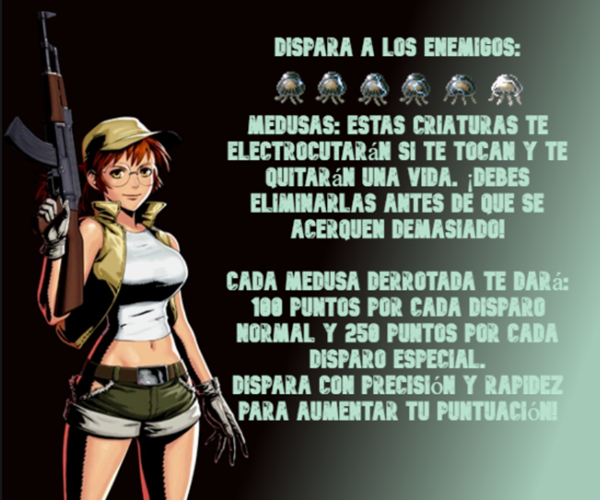 DISPARA A LOS ENEMIGOS:
MEDUSAS: ESTAS CRIATURAS TE
ELECTROCUTARáN SI TE TOCAN Y TE
QUITARáN UNA VIDA. ¡DEBES
ELIMINARLAS ANTES DE QUE SE
ACERQUEN DEMASIADO!
CADA MEDUSA DERROTADA TE DARá:
100 PUNTOS POR CADA DISPARO
NORMAL Y 250 PUNTOS POR CADA
DISPARO ESPECIAL.
DISPARA CON PRECISIóN Y RAPIDEZ
PARA AUMENTAR TU PUNTUACIóN!